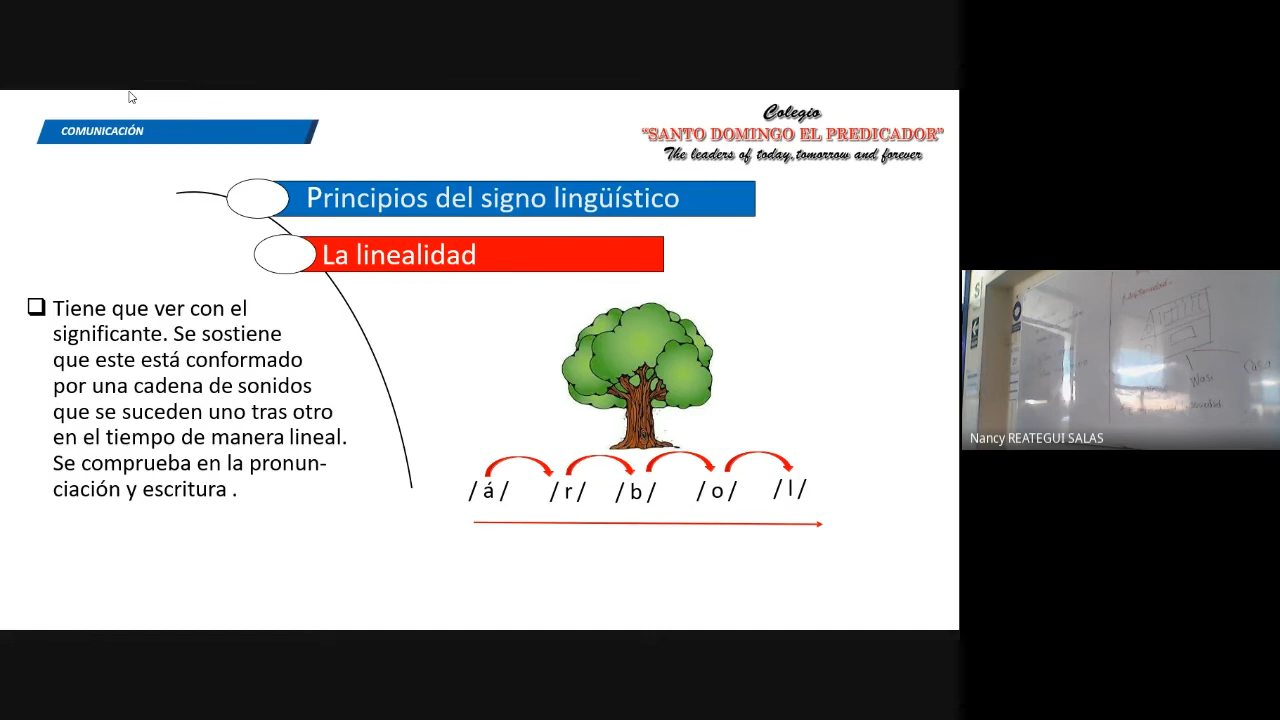 COMUNICACIÓN
Colegio
“SANTO DOMINGO EL PREDICADOR”
The leaders of today,tomorrow and forever
Principios del signo lingüístico
La linealidad
Tiene que ver con el
significante. Se sostiene
que este está conformado
por una cadena de sonidos
que se suceden uno tras otro
en el tiempo de manera lineal.
Se comprueba en la pronun-
ciación y escritura .
/ á / / r / / b / / o / / l /
Wasi
Casa
Nancy REATEGUI SALAS